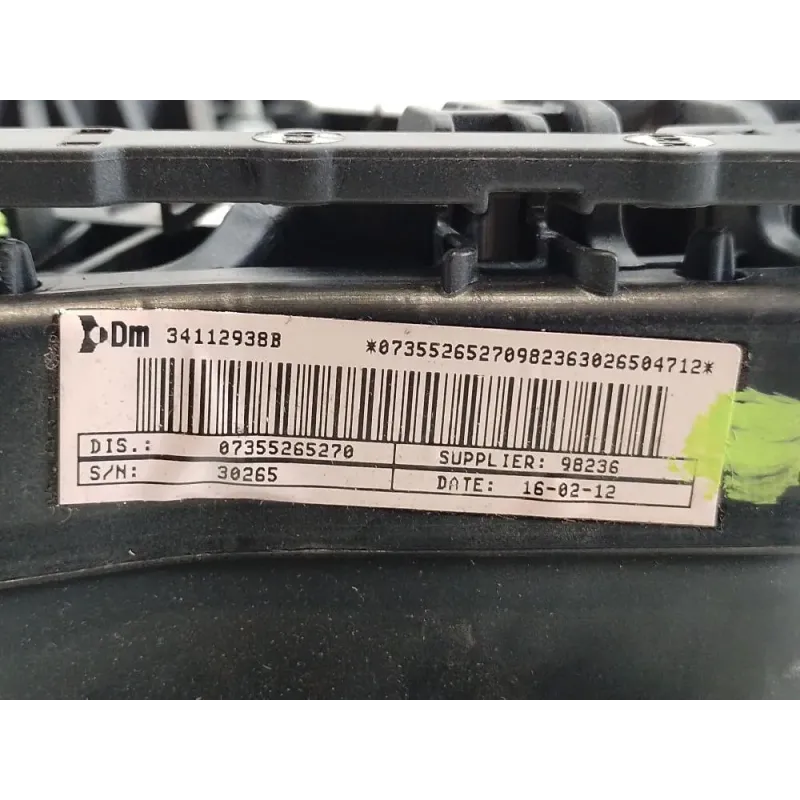 Dm 34112938B *07355265270982363026504712*
DIS.: 07355265270 SUPPLIER: 98236
S/N: 30265 DATE: 16-02-12